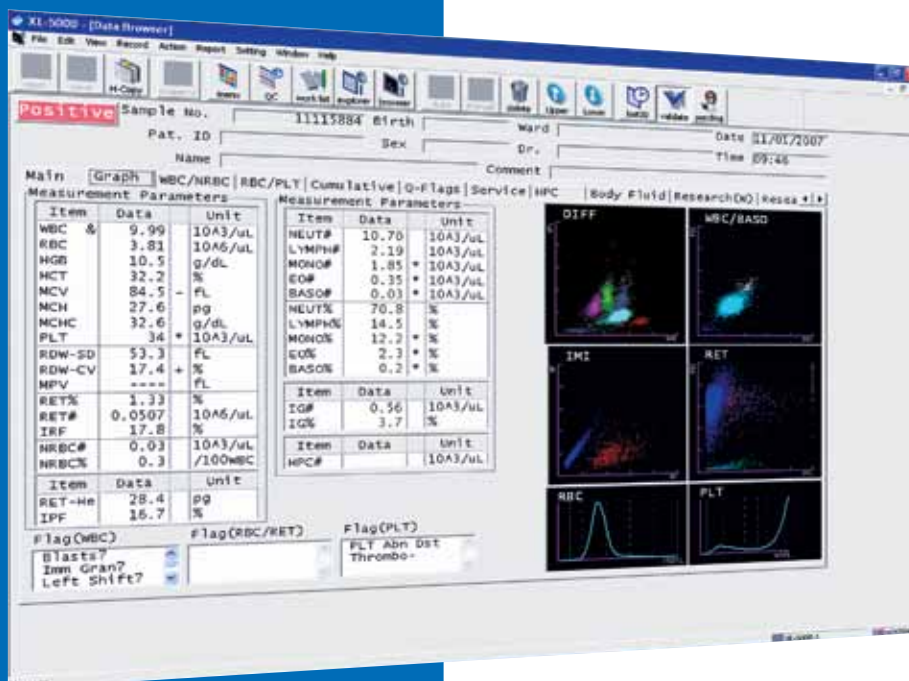 XE-5000 - [Data Browser]
File Edit View Record Action Report Setting Window Help
H-Copy menu QC work list explorer browser delete Upper Lower validate
Positive Sample No. 11115884 Birth Ward Date 11/01/2007
Pat. ID Sex Dr. Time 09:46
Name Comment
Main Graph WBC/NRBC RBC/PLT Cumulative Q-Flags Service HPC Body Fluid Research(W) Resea
Measurement Parameters
Item Data Unit
WBC & 9.99 10^3/uL
RBC 3.81 10^6/uL
HGB 10.5 g/dL
HCT 32.2 %
MCV 84.5 - fL
MCH 27.6 pg
MCHC 32.6 g/dL
PLT 34 * 10^3/uL
RDW-SD 53.3 fL
RDW-CV 17.4 + %
MPV ---- fL
RET% 1.33 %
RET# 0.0507 10^6/uL
IRF 17.8 %
NRBC# 0.03 10^3/uL
NRBC% 0.3 /100WBC
Item Data Unit
RET-He 28.4 pg
IPF 16.7 %
Measurement Parameters
Item Data Unit
NEUT# 10.70 10^3/uL
LYMPH# 2.19 10^3/uL
MONO# 1.85 * 10^3/uL
EO# 0.35 * 10^3/uL
BASO# 0.03 * 10^3/uL
NEUT% 70.8 %
LYMPH% 14.5 %
MONO% 12.2 * %
EO% 2.3 * %
BASO% 0.2 * %
Item Data Unit
IG# 0.56 10^3/uL
IG% 3.7 %
Item Data Unit
HPC# 10^3/uL
DIFF WBC/BASO
IMI RET
RBC PLT
Flag(WBC)
Blasts?
Imm Gran?
Left Shift?
Flag(RBC/RET)
Flag(PLT)
PLT Abn Dst
Thrombo-